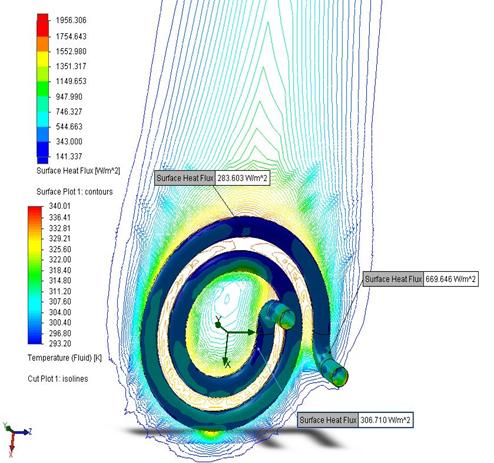 1956.306
1754.643
1552.980
1351.317
1149.653
947.990
746.327
544.663
343.000
141.337
Surface Heat Flux [W/m^2]
Surface Plot 1: contours
340.01
336.41
332.81
329.21
325.60
322.00
318.40
314.80
311.20
307.60
304.00
300.40
296.80
293.20
Temperature (Fluid) [K]
Cut Plot 1: isolines
Surface Heat Flux 283.603 W/m^2
Surface Heat Flux 669.646 W/m^2
Surface Heat Flux 306.710 W/m^2
Y
X
Y
Z
X